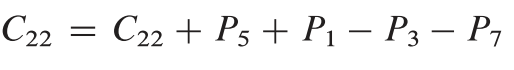 C₂₂ = C₂₂ + P₅ + P₁ − P₃ − P₇